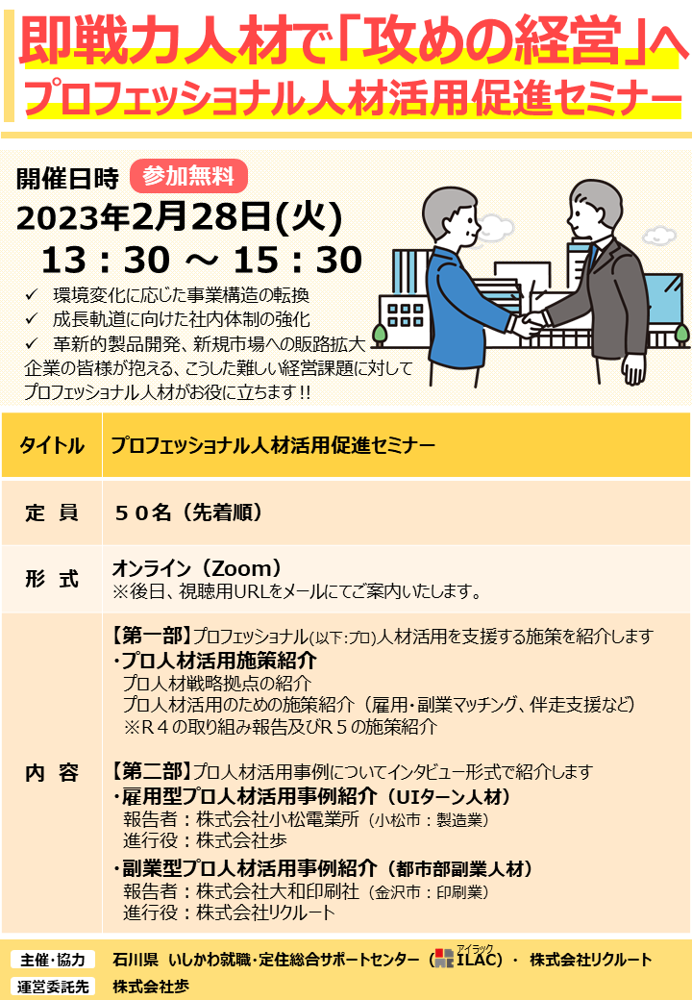 即戦力人材で「攻めの経営」へ
プロフェッショナル人材活用促進セミナー
開催日時 参加無料
2023年2月28日(火)
13：30 ～ 15：30
✓ 環境変化に応じた事業構造の転換
✓ 成長軌道に向けた社内体制の強化
✓ 革新的製品開発、新規市場への販路拡大
企業の皆様が抱える、こうした難しい経営課題に対して
プロフェッショナル人材がお役に立ちます!!
タイトル プロフェッショナル人材活用促進セミナー
定 員 ５０名（先着順）
形 式 オンライン（Zoom）
※後日、視聴用URLをメールにてご案内いたします。
内 容
【第一部】プロフェッショナル(以下:プロ)人材活用を支援する施策を紹介します
・プロ人材活用施策紹介
プロ人材戦略拠点の紹介
プロ人材活用のための施策紹介（雇用・副業マッチング、伴走支援など）
※R４の取り組み報告及びR５の施策紹介
【第二部】プロ人材活用事例についてインタビュー形式で紹介します
・雇用型プロ人材活用事例紹介（UIターン人材）
報告者：株式会社小松電業所（小松市：製造業）
進行役：株式会社歩
・副業型プロ人材活用事例紹介（都市部副業人材）
報告者：株式会社大和印刷社（金沢市：印刷業）
進行役：株式会社リクルート
アイラック
主催・協力 石川県 いしかわ就職・定住総合サポートセンター（ILAC）・ 株式会社リクルート
運営委託先 株式会社歩